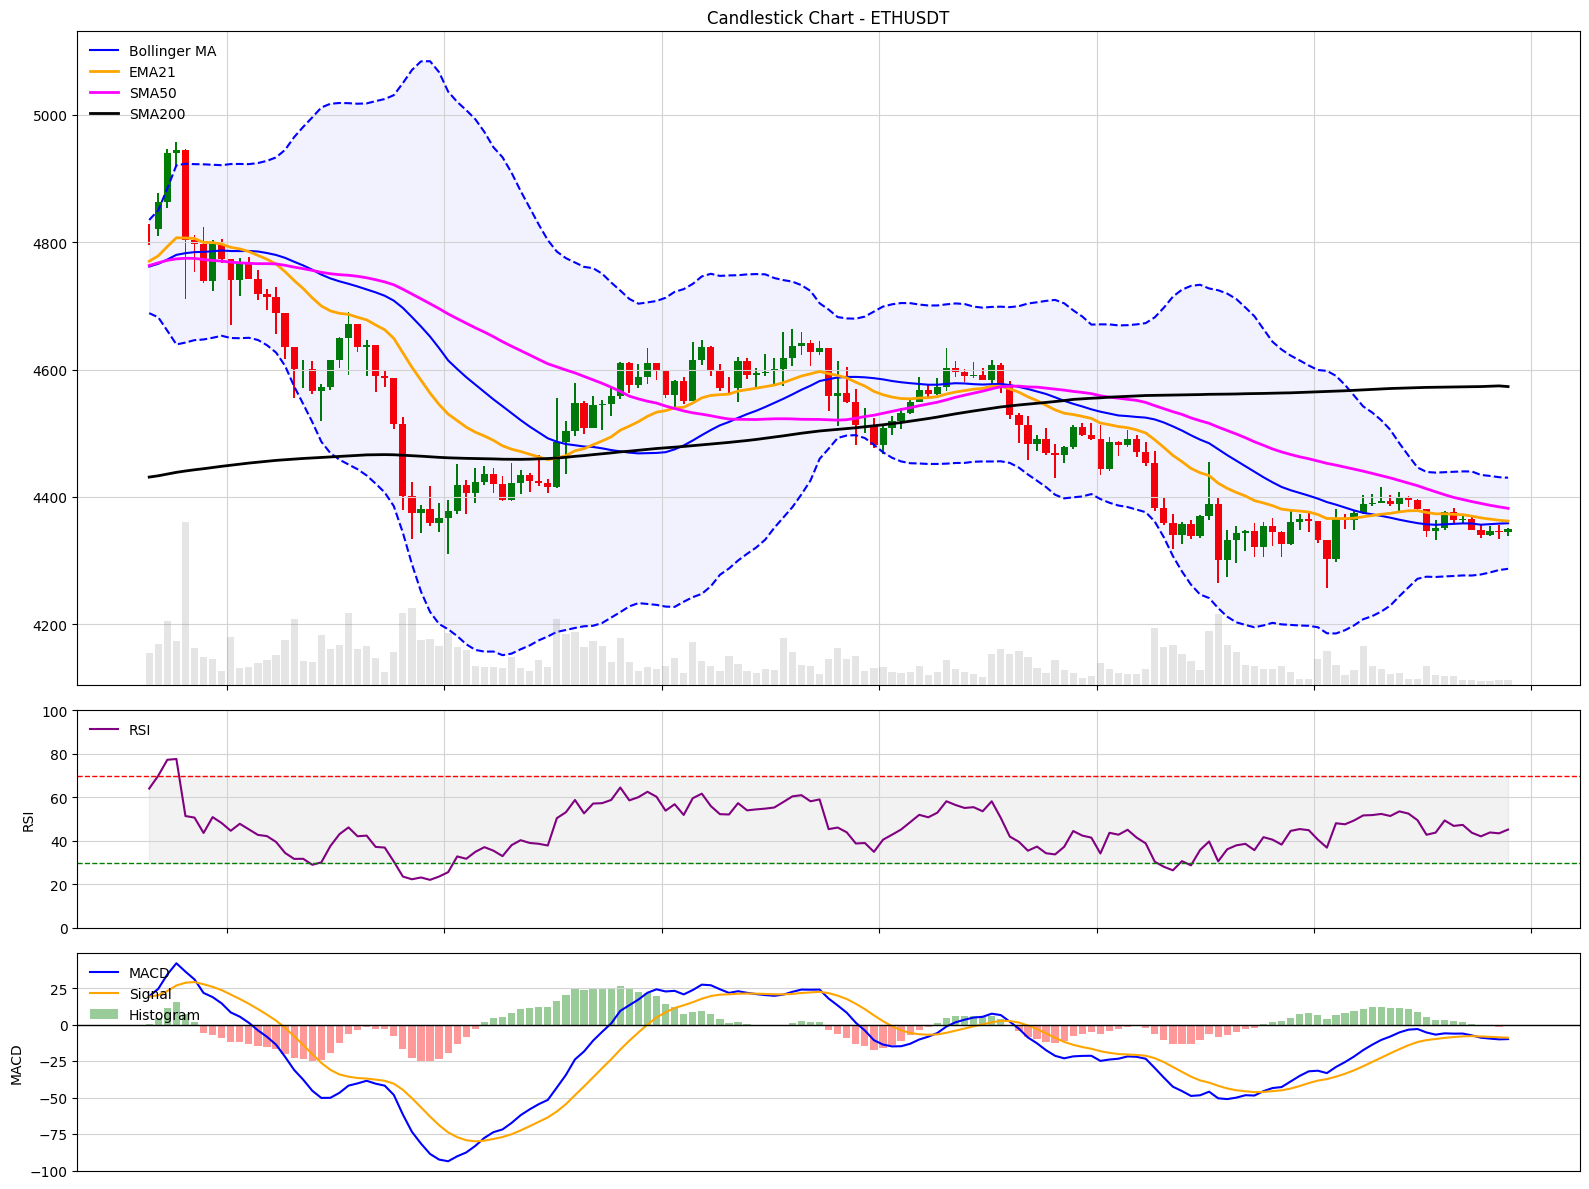 Candlestick Chart - ETHUSDT
Bollinger MA
EMA21
SMA50
SMA200
5000
4800
4600
4400
4200
100
80
60
40
20
0
RSI
RSI
25
0
−25
−50
−75
−100
MACD
MACD
Signal
Histogram